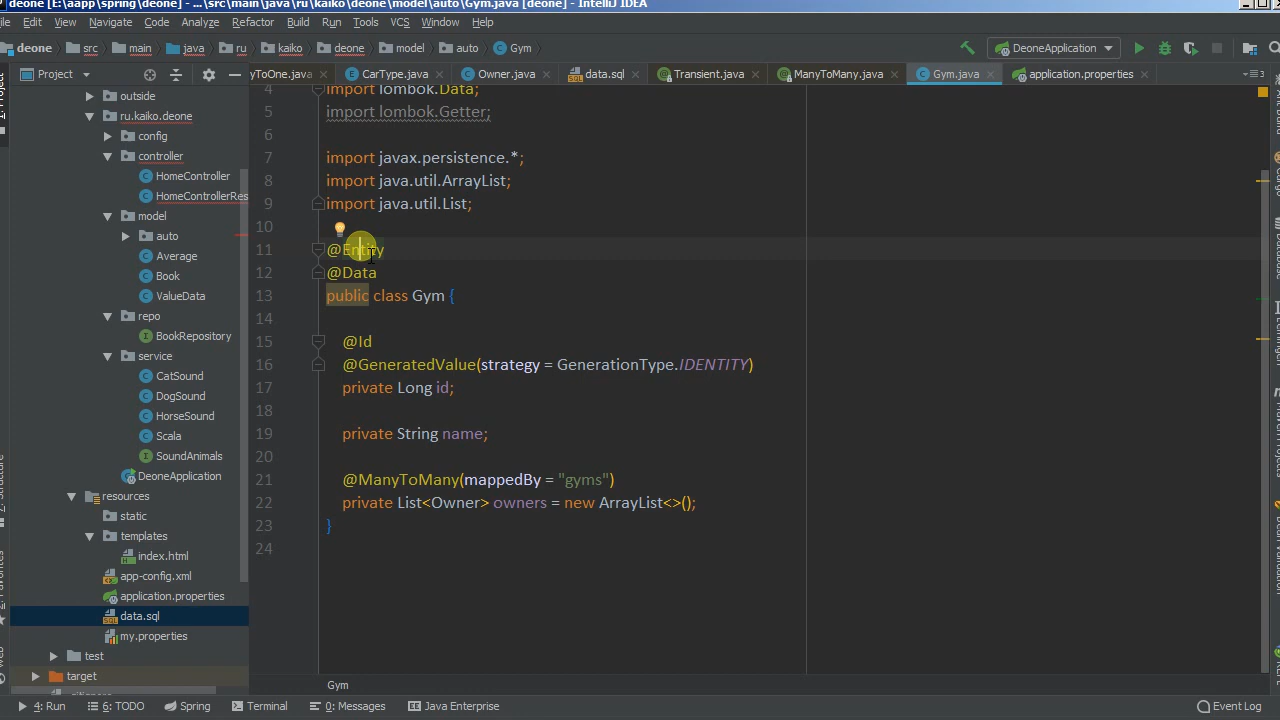 deone [E:\aapp\spring\deone] - ...\src\main\java\ru\kaiko\deone\model\auto\Gym.java [deone] - IntelliJ IDEA
File Edit View Navigate Code Analyze Refactor Build Run Tools VCS Window Help
deone src main java ru kaiko deone model auto Gym DeoneApplication
Project
yToOne.java CarType.java Owner.java data.sql Transient.java ManyToMany.java Gym.java application.properties
outside
ru.kaiko.deone
config
controller
HomeController
HomeControllerRes
model
auto
Average
Book
ValueData
repo
BookRepository
service
CatSound
DogSound
HorseSound
Scala
SoundAnimals
DeoneApplication
resources
static
templates
index.html
app-config.xml
application.properties
data.sql
my.properties
test
target
4 import lombok.Data;
5 import lombok.Getter;
6
7 import javax.persistence.*;
8 import java.util.ArrayList;
9 import java.util.List;
10
11 @Entity
12 @Data
13 public class Gym {
14
15 @Id
16 @GeneratedValue(strategy = GenerationType.IDENTITY)
17 private Long id;
18
19 private String name;
20
21 @ManyToMany(mappedBy = "gyms")
22 private List<Owner> owners = new ArrayList<>();
23 }
24
Gym
4: Run 6: TODO Spring Terminal 0: Messages Java Enterprise Event Log